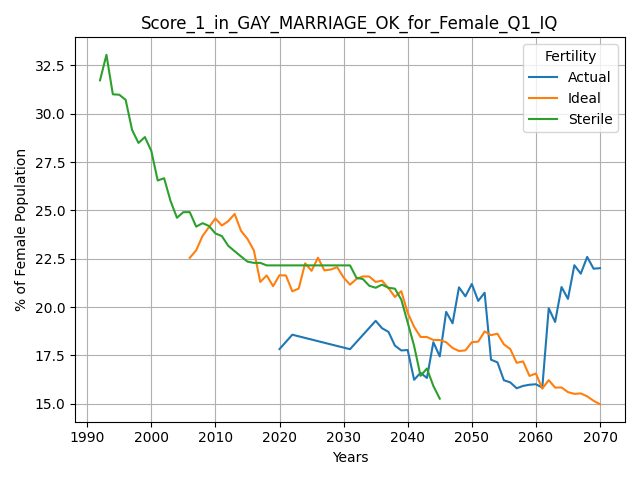 Score_1_in_GAY_MARRIAGE_OK_for_Female_Q1_IQ
Fertility
Actual
Ideal
Sterile
% of Female Population
32.5
30.0
27.5
25.0
22.5
20.0
17.5
15.0
1990 2000 2010 2020 2030 2040 2050 2060 2070
Years